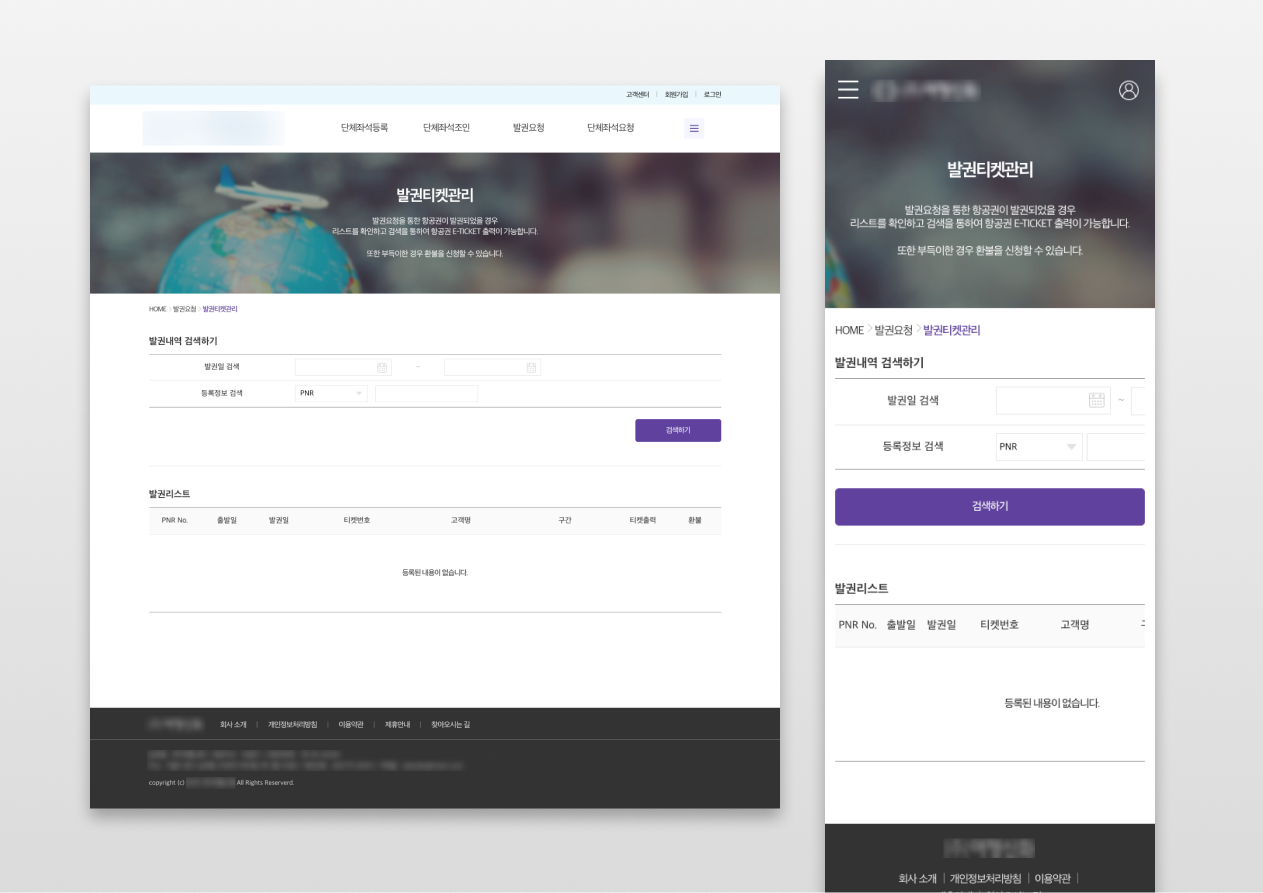 고객센터 | 회원가입 | 로그인
단체좌석등록 단체좌석조인 발권요청 단체좌석요청
발권티켓관리
발권요청을 통한 항공권이 발권되었을 경우
리스트를 확인하고 검색을 통하여 항공권 E-TICKET 출력이 가능합니다.
또한 부득이한 경우 환불을 신청할 수 있습니다.
HOME > 발권요청 > 발권티켓관리
발권내역 검색하기
발권일 검색 ~
등록정보 검색 PNR
검색하기
발권리스트
PNR No. 출발일 발권일 티켓번호 고객명 구간 티켓출력 환불
등록된 내용이 없습니다.
회사 소개 | 개인정보처리방침 | 이용약관 | 제휴안내 | 찾아오시는 길
copyright (c) All Rights Reserverd.
발권티켓관리
발권요청을 통한 항공권이 발권되었을 경우
리스트를 확인하고 검색을 통하여 항공권 E-TICKET 출력이 가능합니다.
또한 부득이한 경우 환불을 신청할 수 있습니다.
HOME > 발권요청 > 발권티켓관리
발권내역 검색하기
발권일 검색 ~
등록정보 검색 PNR
검색하기
발권리스트
PNR No. 출발일 발권일 티켓번호 고객명
등록된 내용이 없습니다.
회사 소개 | 개인정보처리방침 | 이용약관 |